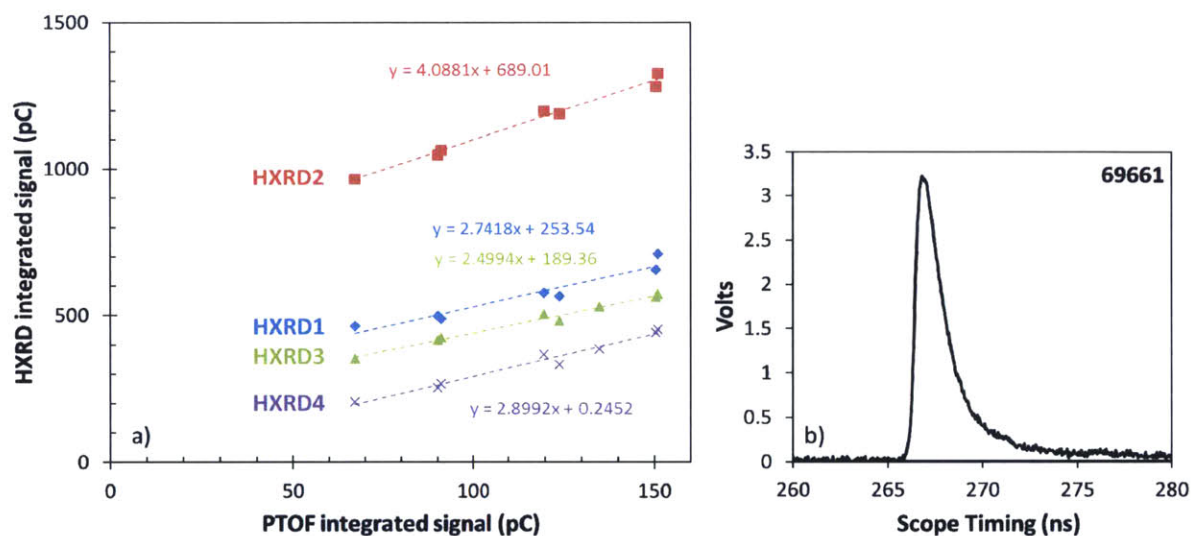 1500
1000
500
0
HXRD integrated signal (pC)
y = 4.0881x + 689.01
HXRD2
y = 2.7418x + 253.54
y = 2.4994x + 189.36
HXRD1
HXRD3
HXRD4
y = 2.8992x + 0.2452
a)
0
50
100
150
PTOF integrated signal (pC)
3.5
3
2.5
2
1.5
1
0.5
0
Volts
69661
b)
260
265
270
275
280
Scope Timing (ns)